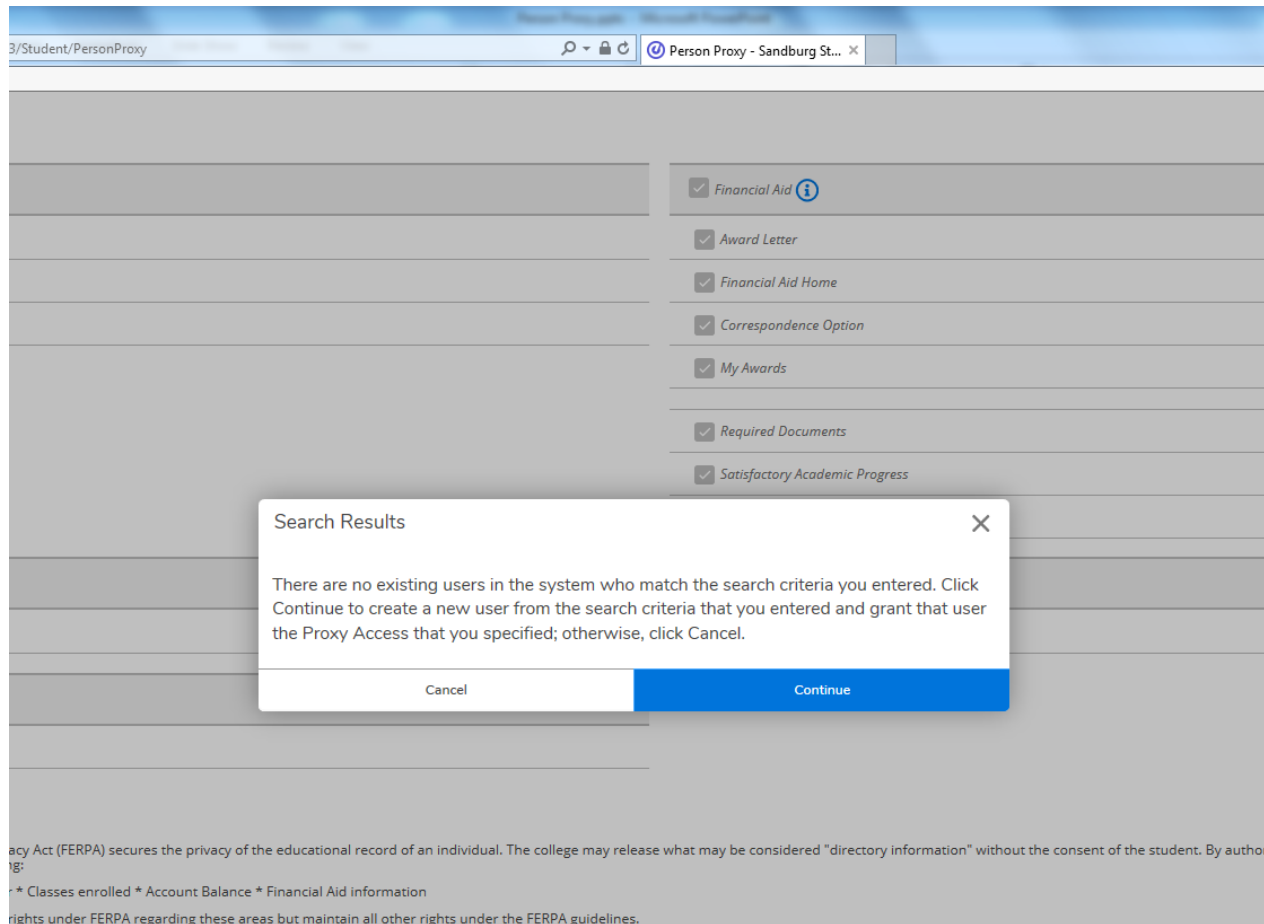 Person Proxy.pptx - Microsoft PowerPoint
3/Student/PersonProxy
Person Proxy - Sandburg St...
Financial Aid
Award Letter
Financial Aid Home
Correspondence Option
My Awards
Required Documents
Satisfactory Academic Progress
Search Results
There are no existing users in the system who match the search criteria you entered. Click
Continue to create a new user from the search criteria that you entered and grant that user
the Proxy Access that you specified; otherwise, click Cancel.
Cancel
Continue
acy Act (FERPA) secures the privacy of the educational record of an individual. The college may release what may be considered "directory information" without the consent of the student. By autho
ng:
r * Classes enrolled * Account Balance * Financial Aid information
rights under FERPA regarding these areas but maintain all other rights under the FERPA guidelines.